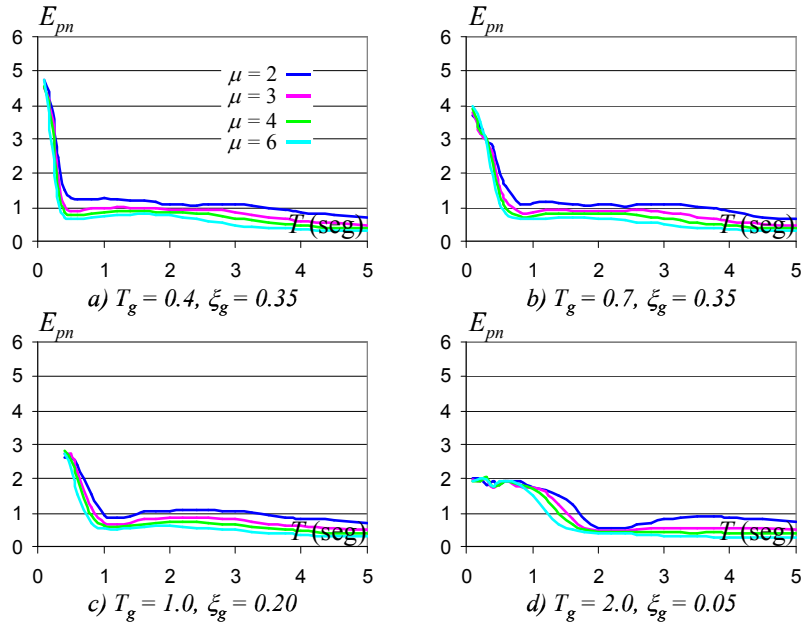 E_pn
6
5
4
3
2
1
0
μ = 2
μ = 3
μ = 4
μ = 6
T (seg)
0 1 2 3 4 5
a) T_g = 0.4, ξ_g = 0.35
E_pn
6
5
4
3
2
1
0
T (seg)
0 1 2 3 4 5
b) T_g = 0.7, ξ_g = 0.35
E_pn
6
5
4
3
2
1
0
T (seg)
0 1 2 3 4 5
c) T_g = 1.0, ξ_g = 0.20
E_pn
6
5
4
3
2
1
0
T (seg)
0 1 2 3 4 5
d) T_g = 2.0, ξ_g = 0.05